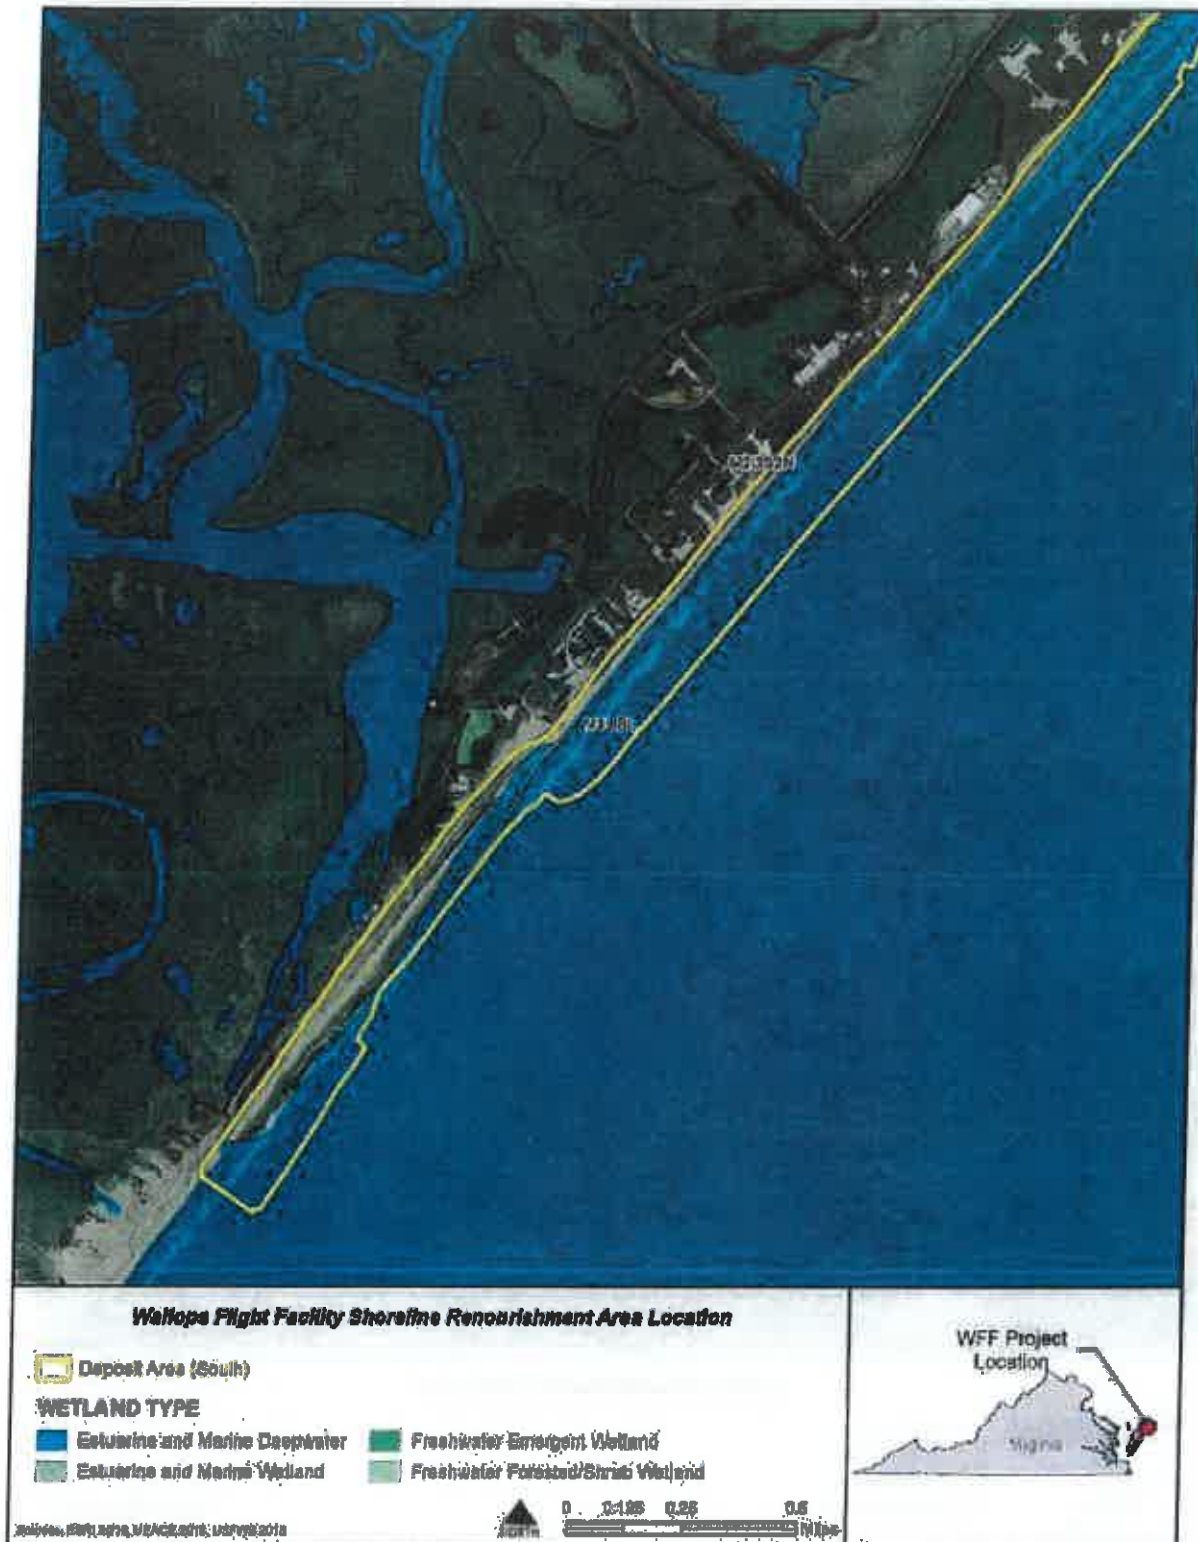 Wallops Flight Facility Shoreline Renourishment Area Location
Deposit Area (South)
WETLAND TYPE
Estuarine and Marine Deepwater
Estuarine and Marine Wetland
Freshwater Emergent Wetland
Freshwater Forested/Shrub Wetland
NORTH
0 0.125 0.25 0.5
Miles
WFF Project
Location
Virginia